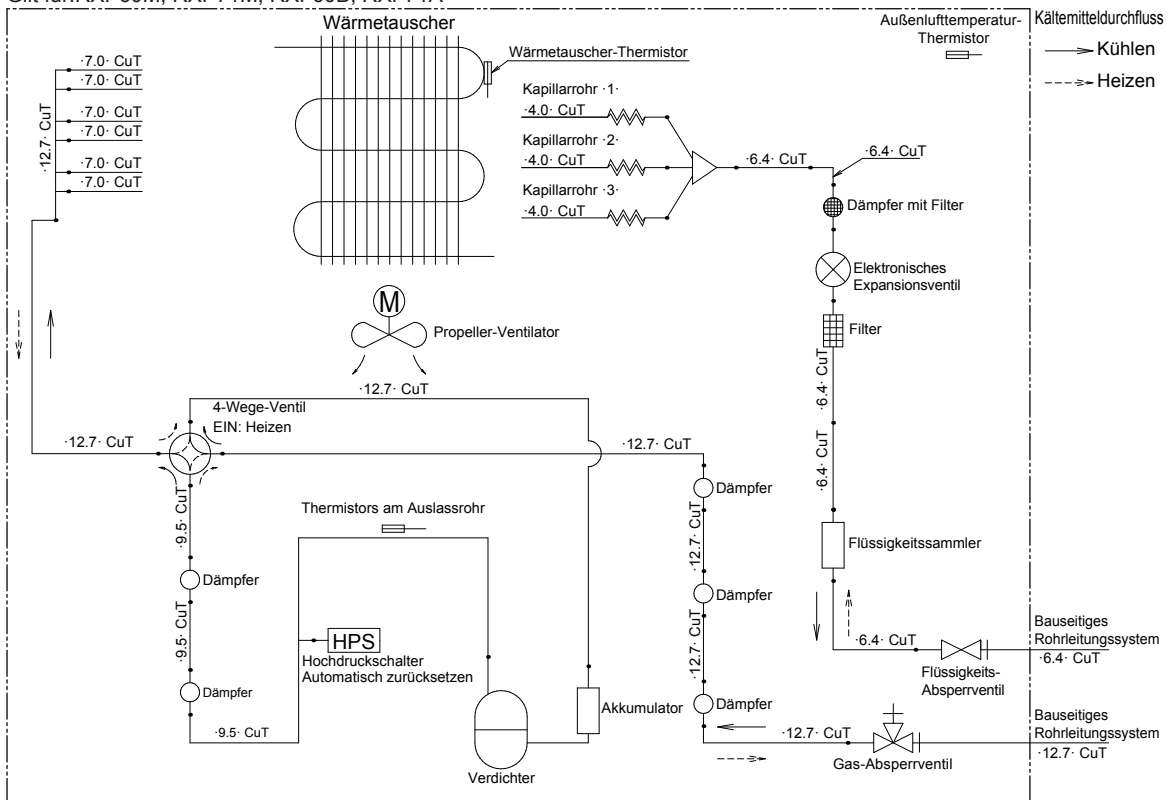 Wärmetauscher
Außenlufttemperatur-
Thermistor
Kältemitteldurchfluss
Kühlen
Heizen
Wärmetauscher-Thermistor
·7.0· CuT
·7.0· CuT
·7.0· CuT
·7.0· CuT
·7.0· CuT
·7.0· CuT
·12.7· CuT
Kapillarrohr ·1·
·4.0· CuT
Kapillarrohr ·2·
·4.0· CuT
Kapillarrohr ·3·
·4.0· CuT
·6.4· CuT
·6.4· CuT
Dämpfer mit Filter
Elektronisches
Expansionsventil
Filter
·6.4· CuT
·6.4· CuT
M
Propeller-Ventilator
·12.7· CuT
4-Wege-Ventil
EIN: Heizen
·12.7· CuT
·12.7· CuT
·9.5· CuT
Dämpfer
·9.5· CuT
Dämpfer
·9.5· CuT
Thermistors am Auslassrohr
HPS
Hochdruckschalter
Automatisch zurücksetzen
Verdichter
Akkumulator
Dämpfer
·12.7· CuT
Dämpfer
·12.7· CuT
Dämpfer
Flüssigkeitssammler
·6.4· CuT
Flüssigkeits-
Absperrventil
Bauseitiges
Rohrleitungssystem
·6.4· CuT
·12.7· CuT
Gas-Absperrventil
Bauseitiges
Rohrleitungssystem
·12.7· CuT